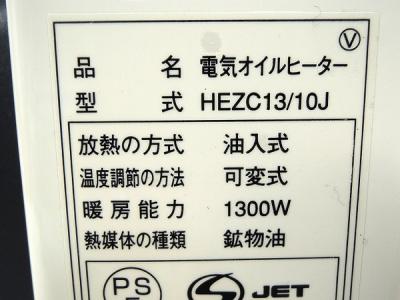 Ⓥ
品 名 電気オイルヒーター
型 式 HEZC13/10J
放熱の方式 油入式
温度調節の方法 可変式
暖房能力 1300W
熱媒体の種類 鉱物油
PS
E
S JET